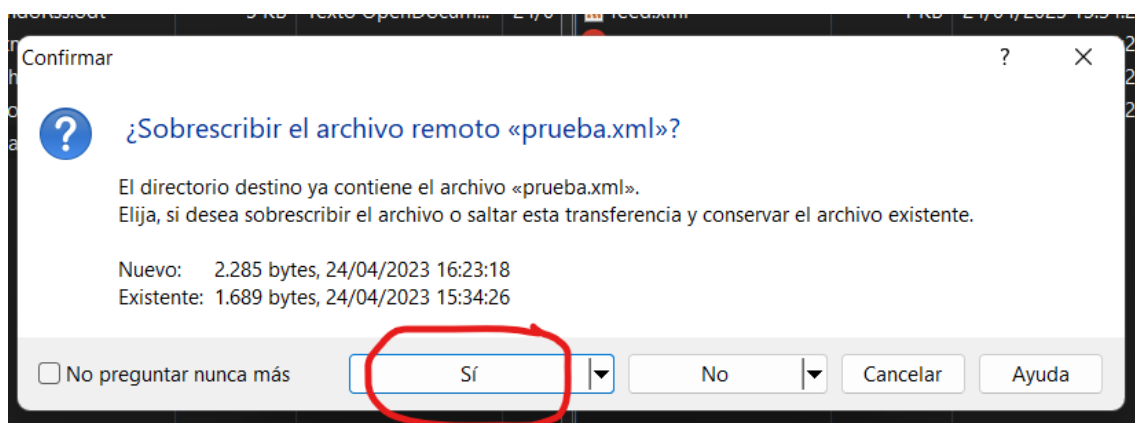 feed.xml
Confirmar
?
¿Sobrescribir el archivo remoto «prueba.xml»?
El directorio destino ya contiene el archivo «prueba.xml».
Elija, si desea sobrescribir el archivo o saltar esta transferencia y conservar el archivo existente.
Nuevo: 2.285 bytes, 24/04/2023 16:23:18
Existente: 1.689 bytes, 24/04/2023 15:34:26
No preguntar nunca más Sí No Cancelar Ayuda